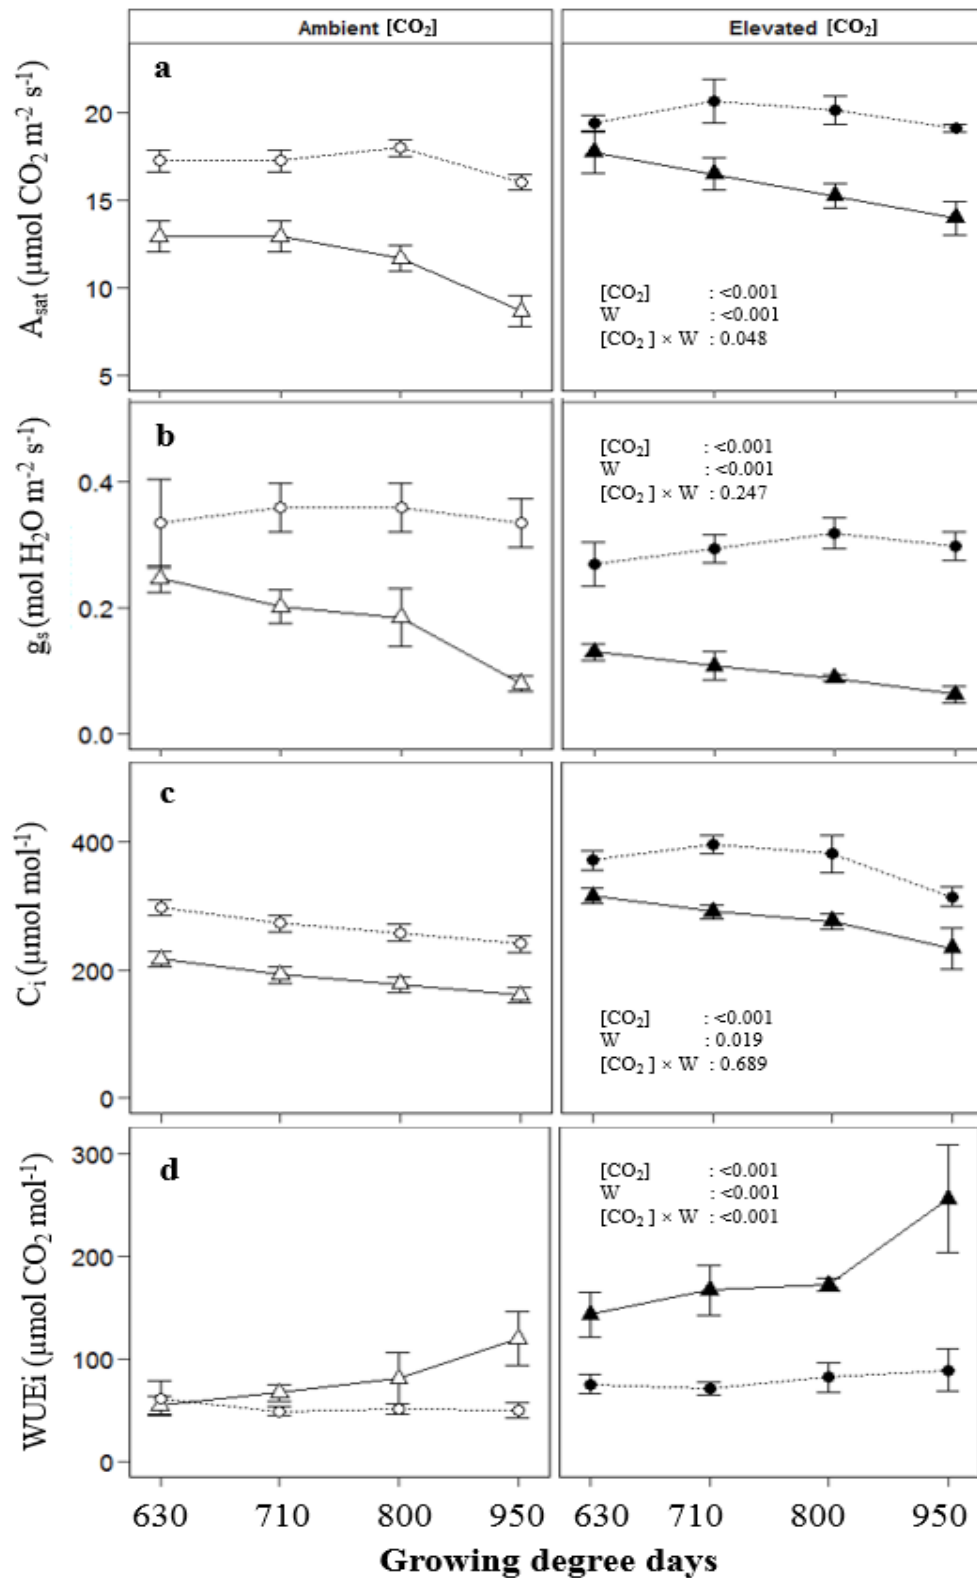 Ambient [CO₂]
Elevated [CO₂]
a
A_sat (µmol CO₂ m⁻² s⁻¹)
20
15
10
5
[CO₂] : <0.001
W : <0.001
[CO₂] × W : 0.048
b
g_s (mol H₂O m⁻² s⁻¹)
0.4
0.2
0.0
[CO₂] : <0.001
W : <0.001
[CO₂] × W : 0.247
c
C_i (µmol mol⁻¹)
400
200
0
[CO₂] : <0.001
W : 0.019
[CO₂] × W : 0.689
d
WUEi (µmol CO₂ mol⁻¹)
300
200
100
0
[CO₂] : <0.001
W : <0.001
[CO₂] × W : <0.001
630 710 800 950 630 710 800 950
Growing degree days